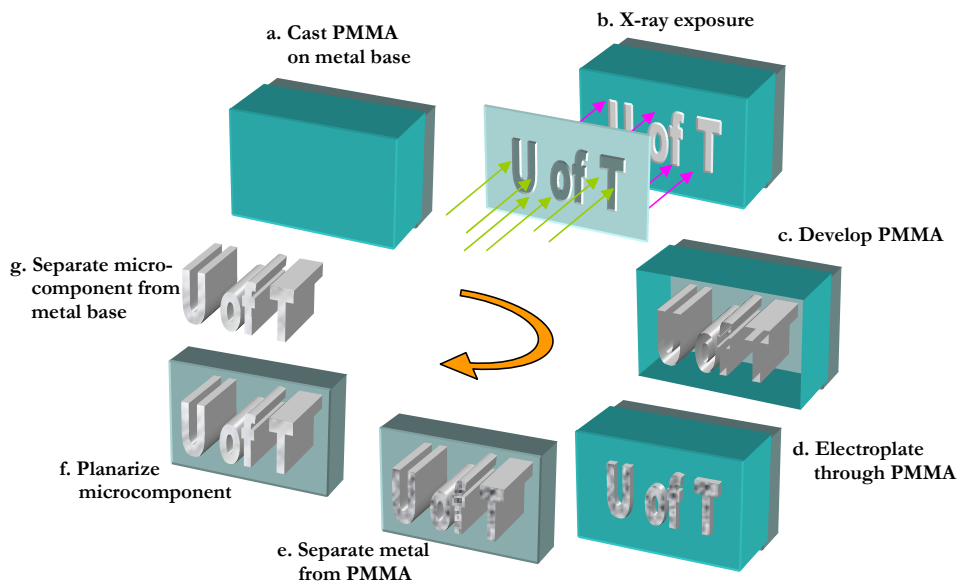 a. Cast PMMA
on metal base
b. X-ray exposure
U of T
U of T
c. Develop PMMA
U of T
d. Electroplate
through PMMA
U of T
e. Separate metal
from PMMA
U of T
f. Planarize
microcomponent
U of T
g. Separate micro-
component from
metal base
U of T